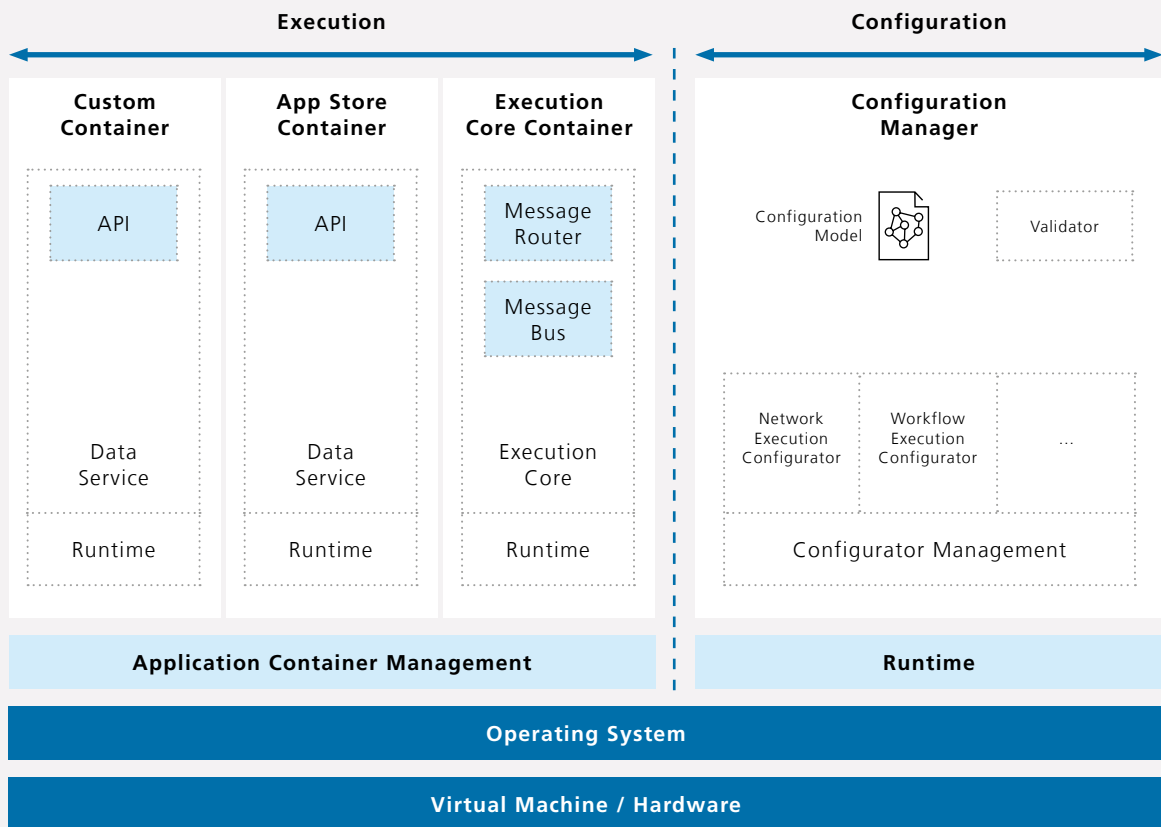 Execution
Configuration
Custom
Container
App Store
Container
Execution
Core Container
Configuration
Manager
API
API
Message
Router
Message
Bus
Configuration
Model
Validator
Data
Service
Data
Service
Execution
Core
Network
Execution
Configurator
Workflow
Execution
Configurator
...
Runtime
Runtime
Runtime
Configurator Management
Application Container Management
Runtime
Operating System
Virtual Machine / Hardware